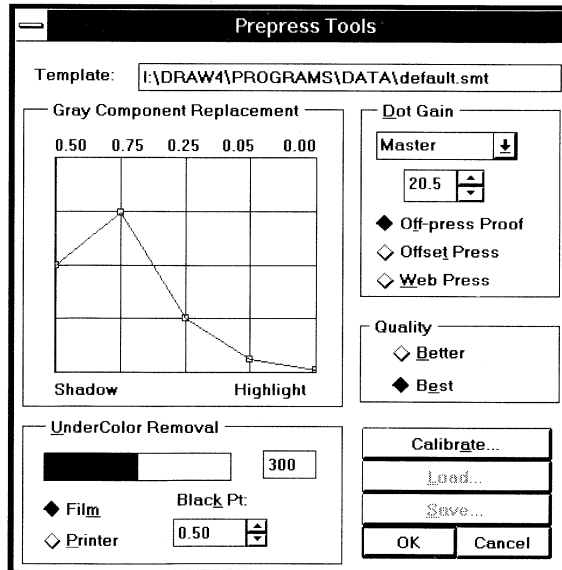 Prepress Tools
Template: I:\DRAW4\PROGRAMS\DATA\default.smt
Gray Component Replacement
0.50 0.75 0.25 0.05 0.00
Shadow Highlight
Dot Gain
Master
20.5
Off-press Proof
Offset Press
Web Press
Quality
Better
Best
UnderColor Removal
300
Film
Printer
Black Pt:
0.50
Calibrate...
Load...
Save...
OK Cancel